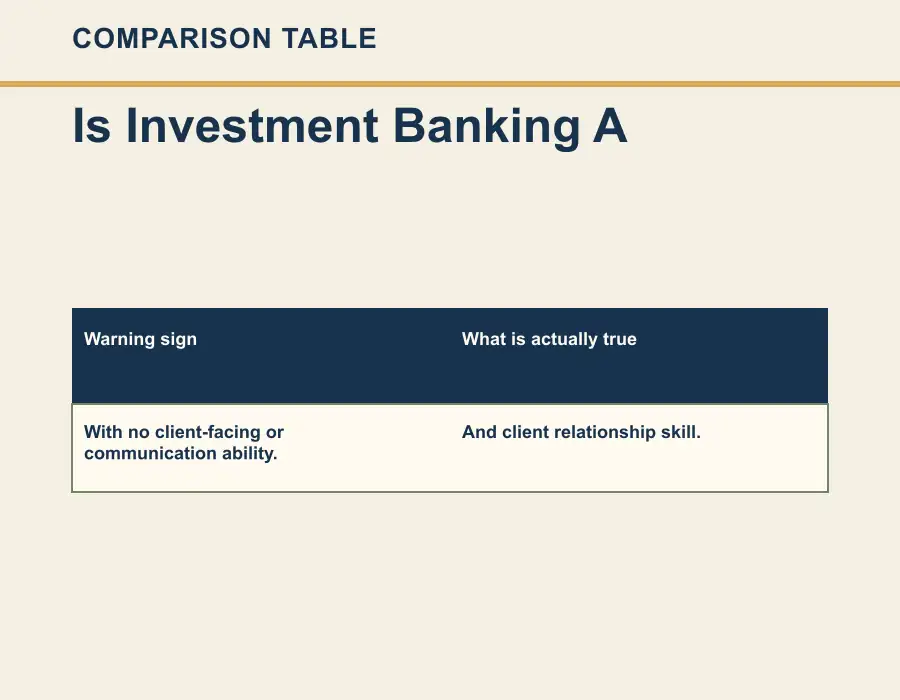 COMPARISON TABLE
Is Investment Banking A
Warning sign
What is actually true
With no client-facing or
communication ability.
And client relationship skill.